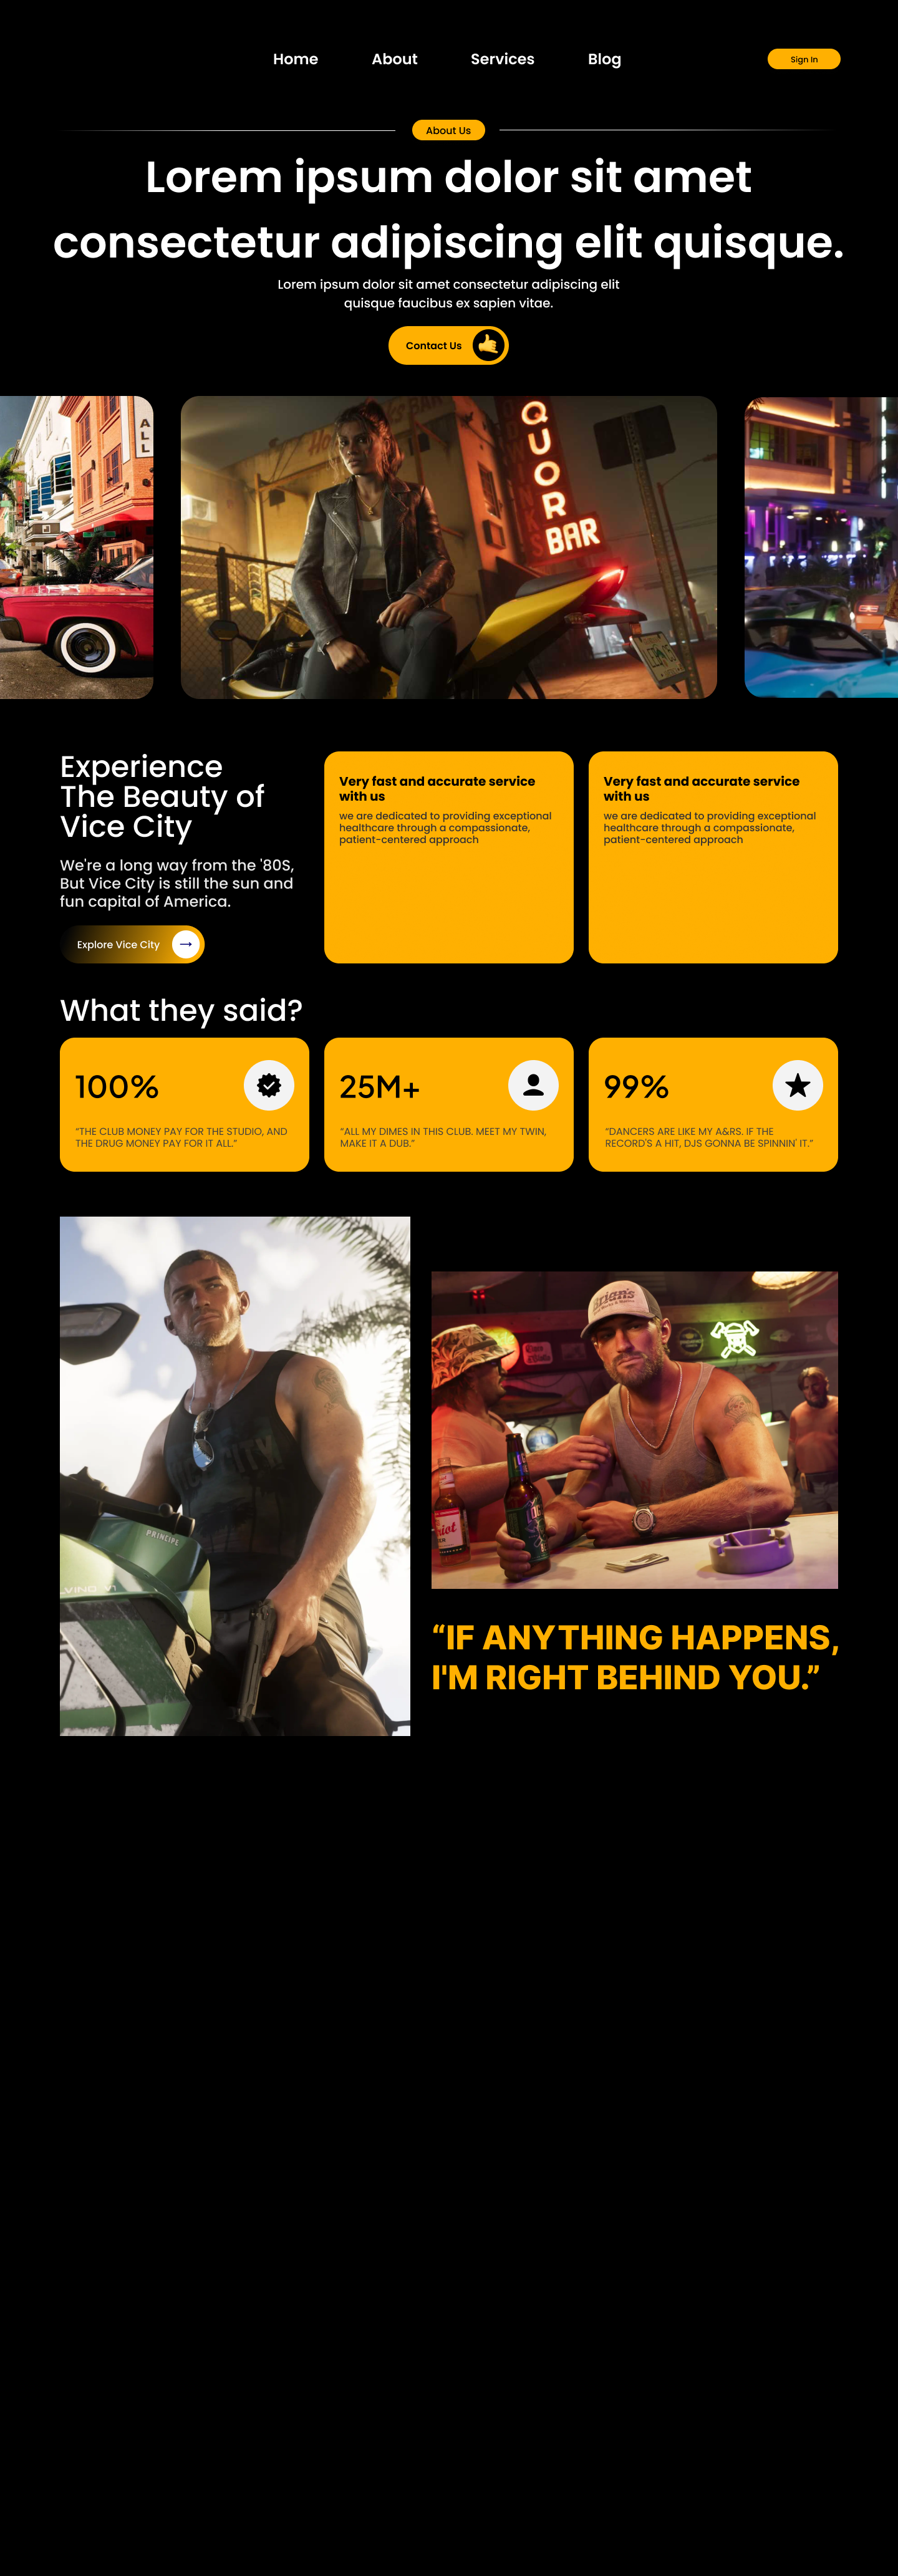 Home About Services Blog Sign In
About Us
Lorem ipsum dolor sit amet
consectetur adipiscing elit quisque.
Lorem ipsum dolor sit amet consectetur adipiscing elit
quisque faucibus ex sapien vitae.
Contact Us
ALL
QUOR
BAR
Experience
The Beauty of
Vice City
We're a long way from the '80S,
But Vice City is still the sun and
fun capital of America.
Explore Vice City
Very fast and accurate service
with us
we are dedicated to providing exceptional
healthcare through a compassionate,
patient-centered approach
Very fast and accurate service
with us
we are dedicated to providing exceptional
healthcare through a compassionate,
patient-centered approach
What they said?
100%
“THE CLUB MONEY PAY FOR THE STUDIO, AND
THE DRUG MONEY PAY FOR IT ALL.”
25M+
“ALL MY DIMES IN THIS CLUB. MEET MY TWIN,
MAKE IT A DUB.”
99%
“DANCERS ARE LIKE MY A&RS. IF THE
RECORD'S A HIT, DJS GONNA BE SPINNIN' IT.”
PRINCIPE
Brian's
“IF ANYTHING HAPPENS,
I'M RIGHT BEHIND YOU.”